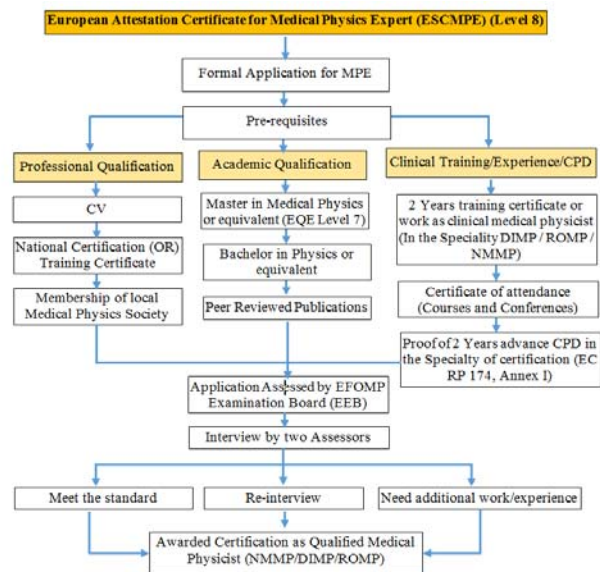 European Attestation Certificate for Medical Physics Expert (ESCMPE) (Level 8)
Formal Application for MPE
Pre-requisites
Professional Qualification
CV
National Certification (OR)
Training Certificate
Membership of local
Medical Physics Society
Academic Qualification
Master in Medical Physics
or equivalent (EQE Level 7)
Bachelor in Physics or
equivalent
Peer Reviewed Publications
Clinical Training/Experience/CPD
2 Years training certificate or
work as clinical medical physicist
(In the Speciality DIMP / ROMP /
NMMP)
Certificate of attendance
(Courses and Conferences)
Proof of 2 Years advance CPD in
the Specialty of certification (EC
RP 174, Annex I)
Application Assessed by EFOMP
Examination Board (EEB)
Interview by two Assessors
Meet the standard
Re-interview
Need additional work/experience
Awarded Certification as Qualified Medical
Physicist (NMMP/DIMP/ROMP)